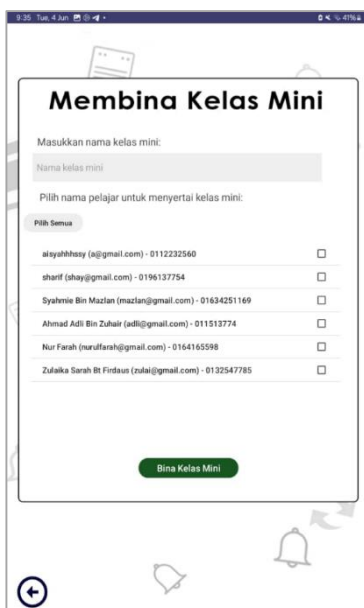 9:35 Tue, 4 Jun 41%
Membina Kelas Mini
Masukkan nama kelas mini:
Nama kelas mini
Pilih nama pelajar untuk menyertai kelas mini:
Pilih Semua
aisyahhhssy (a@gmail.com) - 0112232560
sharif (shay@gmail.com) - 0196137754
Syahmie Bin Mazlan (mazlan@gmail.com) - 01634251169
Ahmad Adli Bin Zuhair (adli@gmail.com) - 011513774
Nur Farah (nurulfarah@gmail.com) - 0164165598
Zulaika Sarah Bt Firdaus (zulai@gmail.com) - 0132547785
Bina Kelas Mini